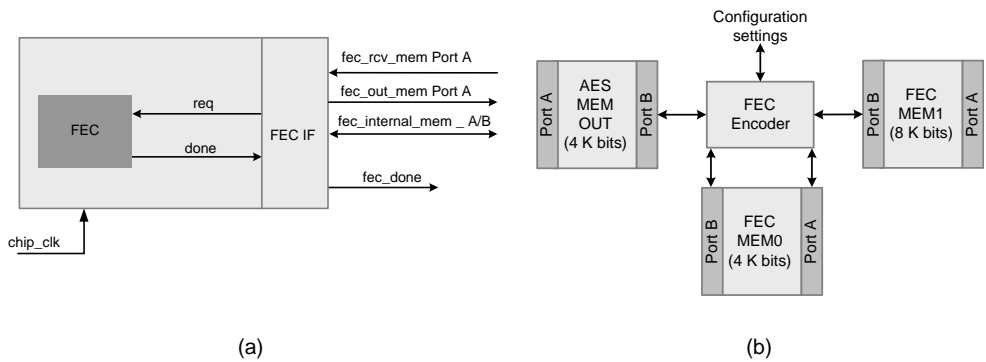 FEC
req
done
FEC IF
fec_rcv_mem Port A
fec_out_mem Port A
fec_internal_mem _ A/B
fec_done
chip_clk
(a)
Configuration
settings
Port A
AES
MEM
OUT
(4 K bits)
Port B
FEC
Encoder
Port B
FEC
MEM1
(8 K bits)
Port A
Port B
FEC
MEM0
(4 K bits)
Port A
(b)